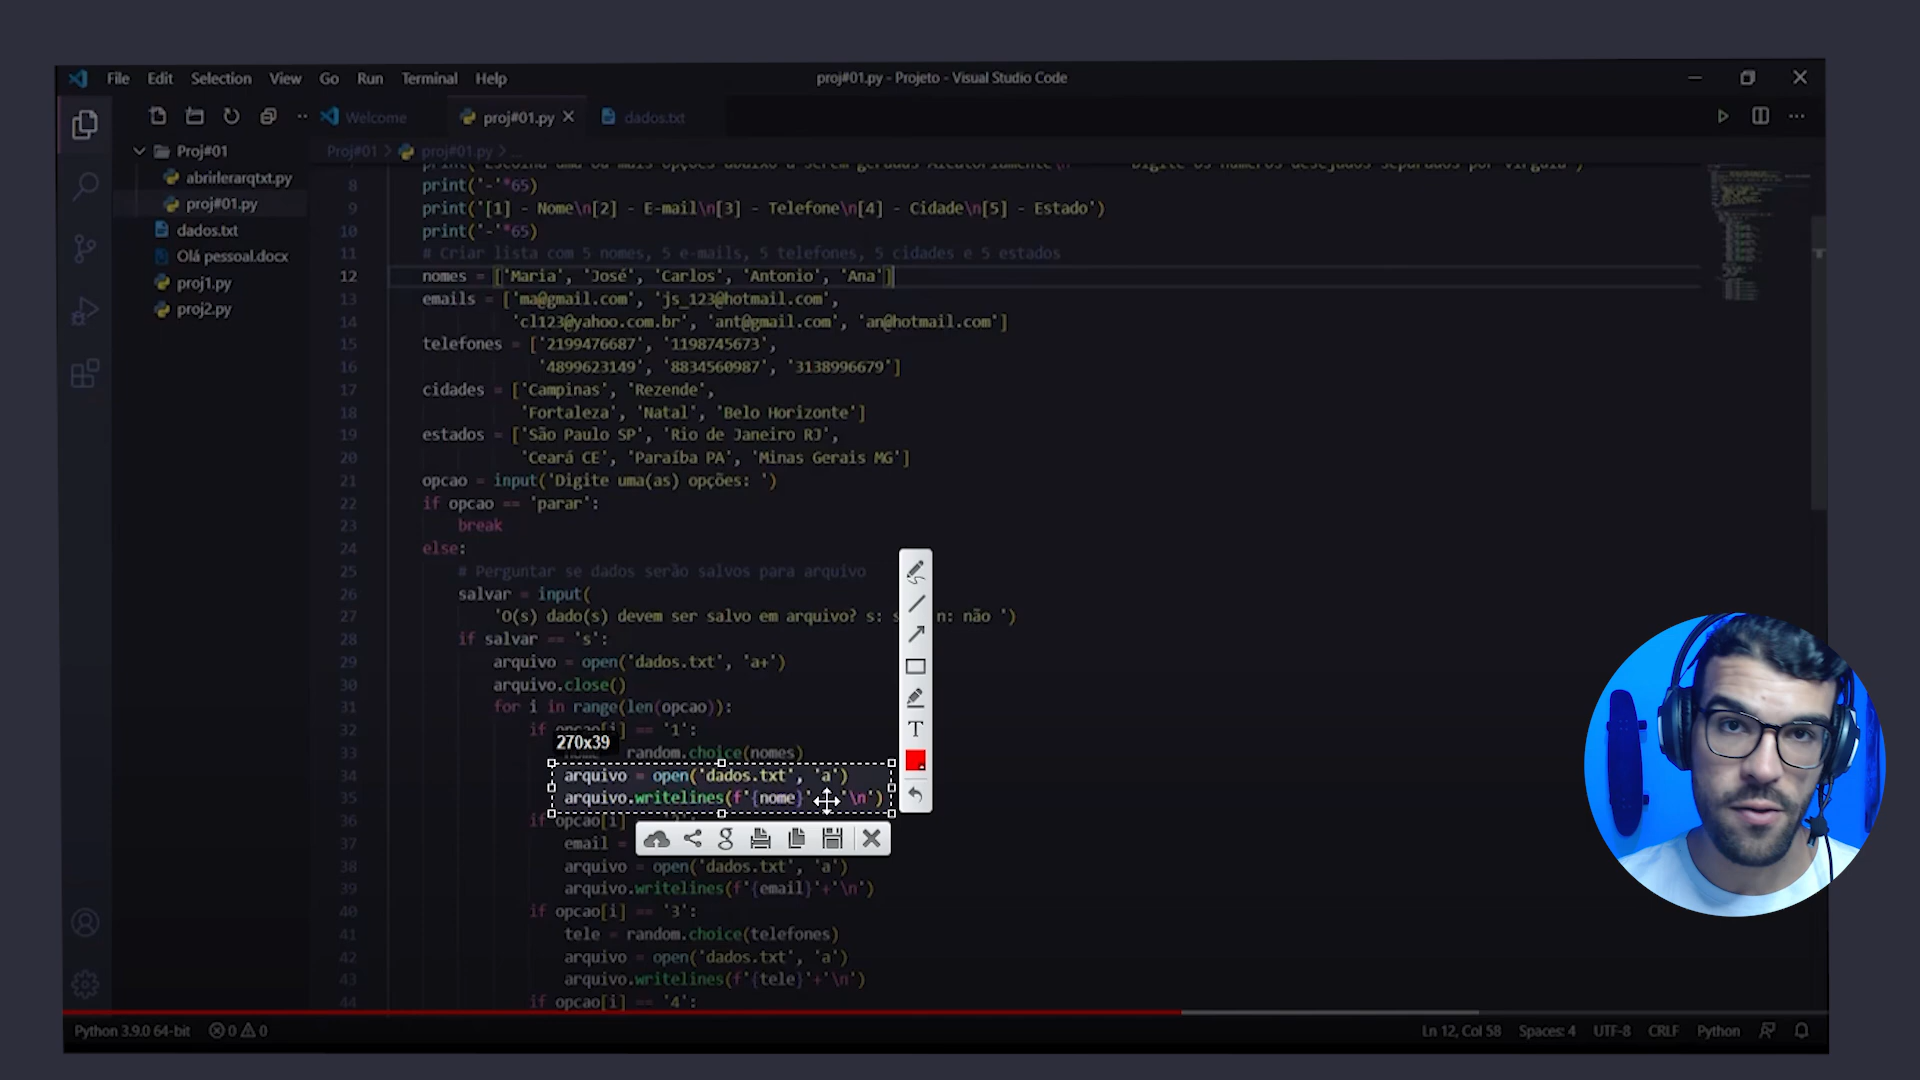 File Edit Selection View Go Run Terminal Help
proj#01.py - Projeto - Visual Studio Code
Welcome
proj#01.py
dados.txt
Proj#01
abrirlerarqtxt.py
proj#01.py
dados.txt
Olá pessoal.docx
proj1.py
proj2.py
Proj#01 > proj#01.py > ...
8 print('-'*65)
9 print('[1] - Nome\n[2] - E-mail\n[3] - Telefone\n[4] - Cidade\n[5] - Estado')
10 print('-'*65)
11 # Criar lista com 5 nomes, 5 e-mails, 5 telefones, 5 cidades e 5 estados
12 nomes = ['Maria', 'José', 'Carlos', 'Antonio', 'Ana']
13 emails = ['ma@gmail.com', 'js_123@hotmail.com',
14 'cl123@yahoo.com.br', 'ant@gmail.com', 'an@hotmail.com']
15 telefones = ['2199476687', '1198745673',
16 '4899623149', '8834560987', '3138996679']
17 cidades = ['Campinas', 'Rezende',
18 'Fortaleza', 'Natal', 'Belo Horizonte']
19 estados = ['São Paulo SP', 'Rio de Janeiro RJ',
20 'Ceará CE', 'Paraíba PA', 'Minas Gerais MG']
21 opcao = input('Digite uma(as) opções: ')
22 if opcao == 'parar':
23 break
24 else:
25 # Perguntar se dados serão salvos para arquivo
26 salvar = input(
27 'O(s) dado(s) devem ser salvo em arquivo? s: n: não ')
28 if salvar == 's':
29 arquivo = open('dados.txt', 'a+')
30 arquivo.close()
31 for i in range(len(opcao)):
32 if opcao[i] == '1':
270x39
33 random.choice(nomes)
34 arquivo = open('dados.txt', 'a')
35 arquivo.writelines(f'{nome}' '\n')
36 if opcao[i]
37 email =
38 arquivo = open('dados.txt', 'a')
39 arquivo.writelines(f'{email}'+'\n')
40 if opcao[i] == '3':
41 tele = random.choice(telefones)
42 arquivo = open('dados.txt', 'a')
43 arquivo.writelines(f'{tele}'+'\n')
44 if opcao[i] == '4':
T
g
Python 3.9.0 64-bit 0 0
Ln 12, Col 58 Spaces: 4 UTF-8 CRLF Python